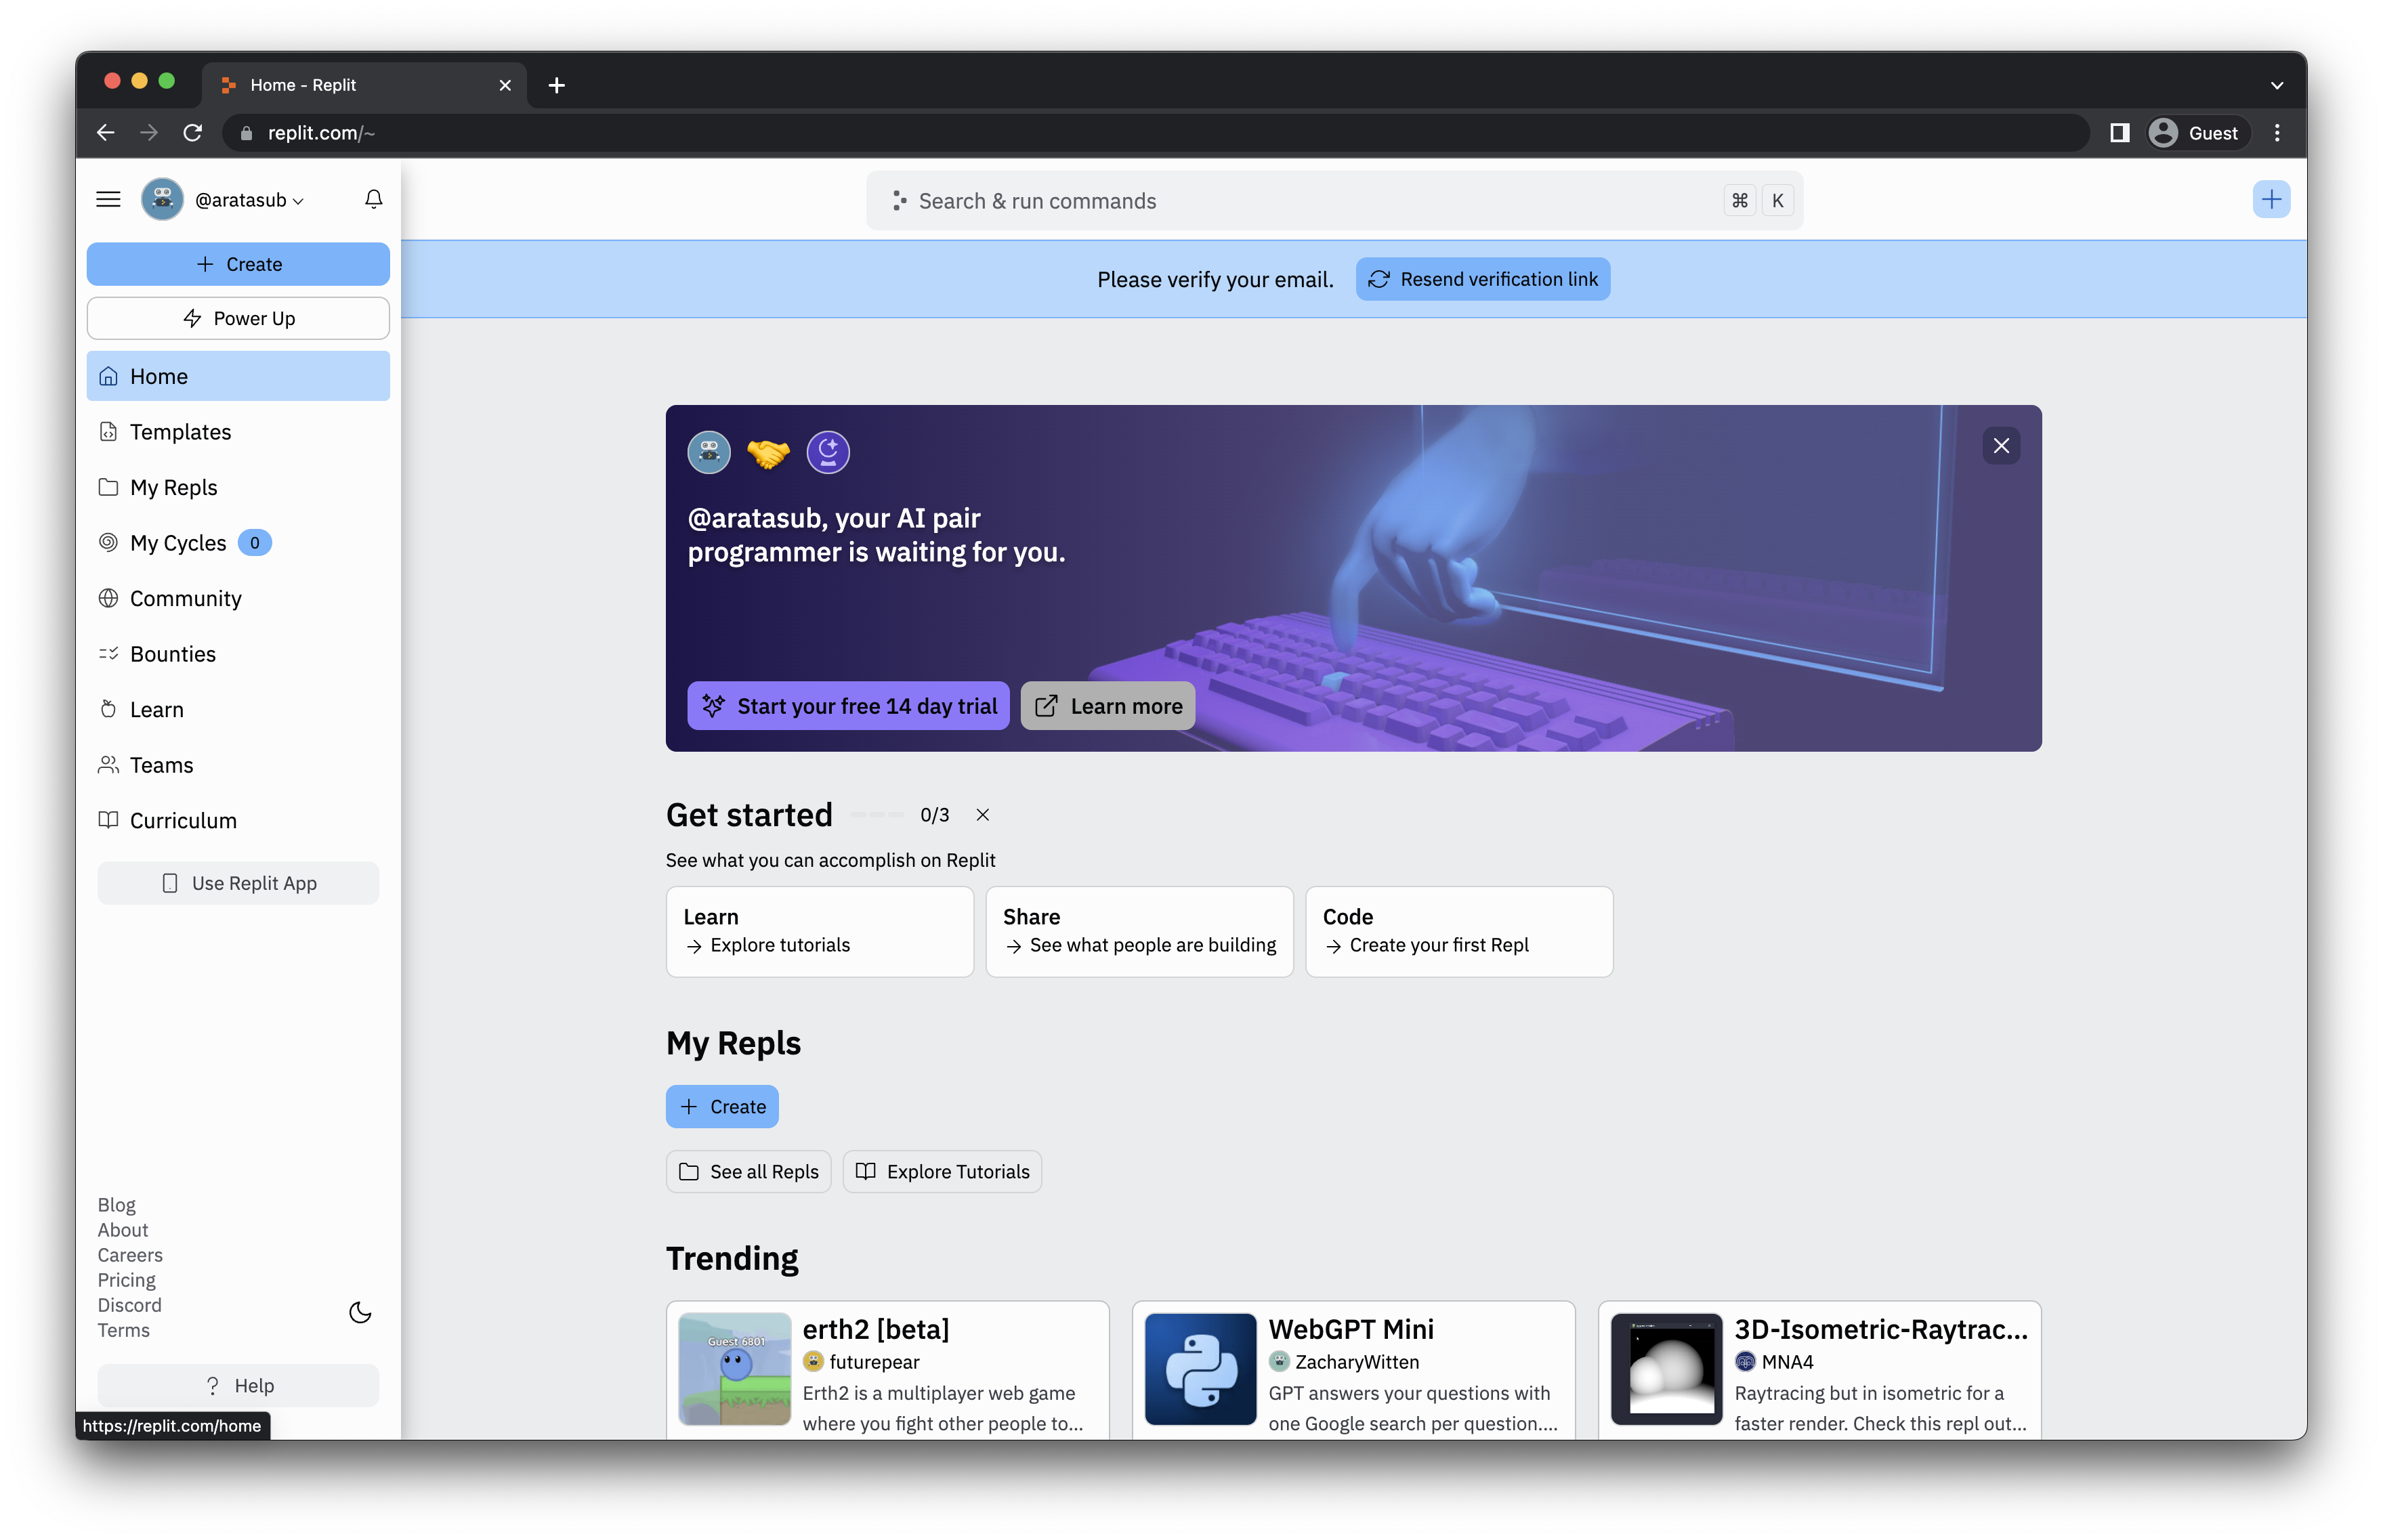 Home - Replit
replit.com/~
Guest
@aratasub
Search & run commands
⌘ K
Create
Please verify your email.
Resend verification link
Power Up
Home
Templates
My Repls
My Cycles 0
Community
Bounties
Learn
Teams
Curriculum
Use Replit App
Blog
About
Careers
Pricing
Discord
Terms
? Help
https://replit.com/home
@aratasub, your AI pair
programmer is waiting for you.
Start your free 14 day trial
Learn more
Get started 0/3
See what you can accomplish on Replit
Learn
→ Explore tutorials
Share
→ See what people are building
Code
→ Create your first Repl
My Repls
Create
See all Repls
Explore Tutorials
Trending
Guest 6801
erth2 [beta]
futurepear
Erth2 is a multiplayer web game
where you fight other people to...
WebGPT Mini
ZacharyWitten
GPT answers your questions with
one Google search per question....
3D-Isometric-Raytrac...
MNA4
Raytracing but in isometric for a
faster render. Check this repl out...